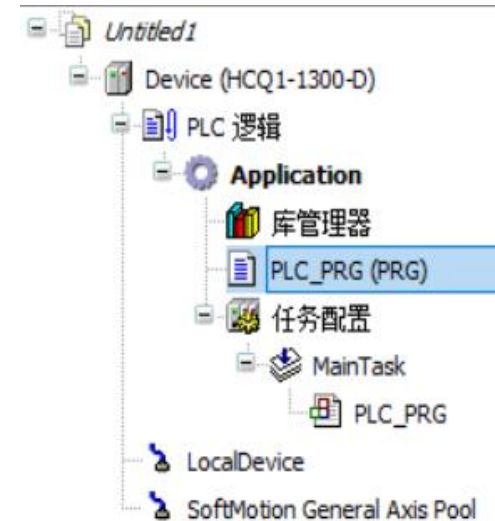 Untitled1
Device (HCQ1-1300-D)
PLC 逻辑
Application
库管理器
PLC_PRG (PRG)
任务配置
MainTask
PLC_PRG
LocalDevice
SoftMotion General Axis Pool